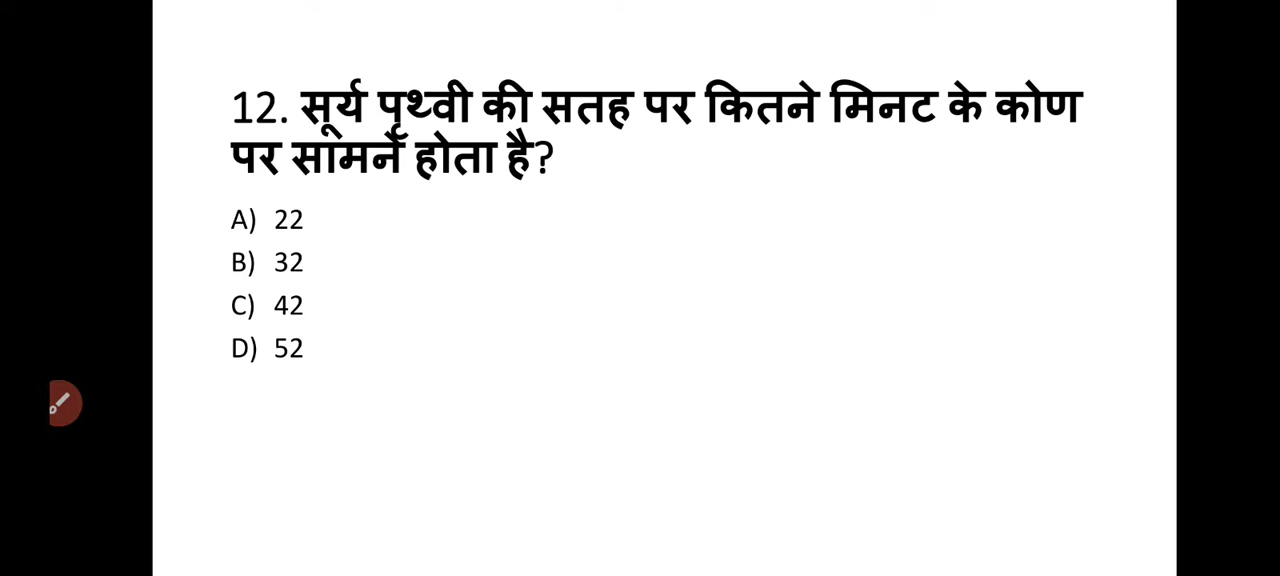 12. सूर्य पृथ्वी की सतह पर कितने मिनट के कोण
पर सामने होता है?
A) 22
B) 32
C) 42
D) 52